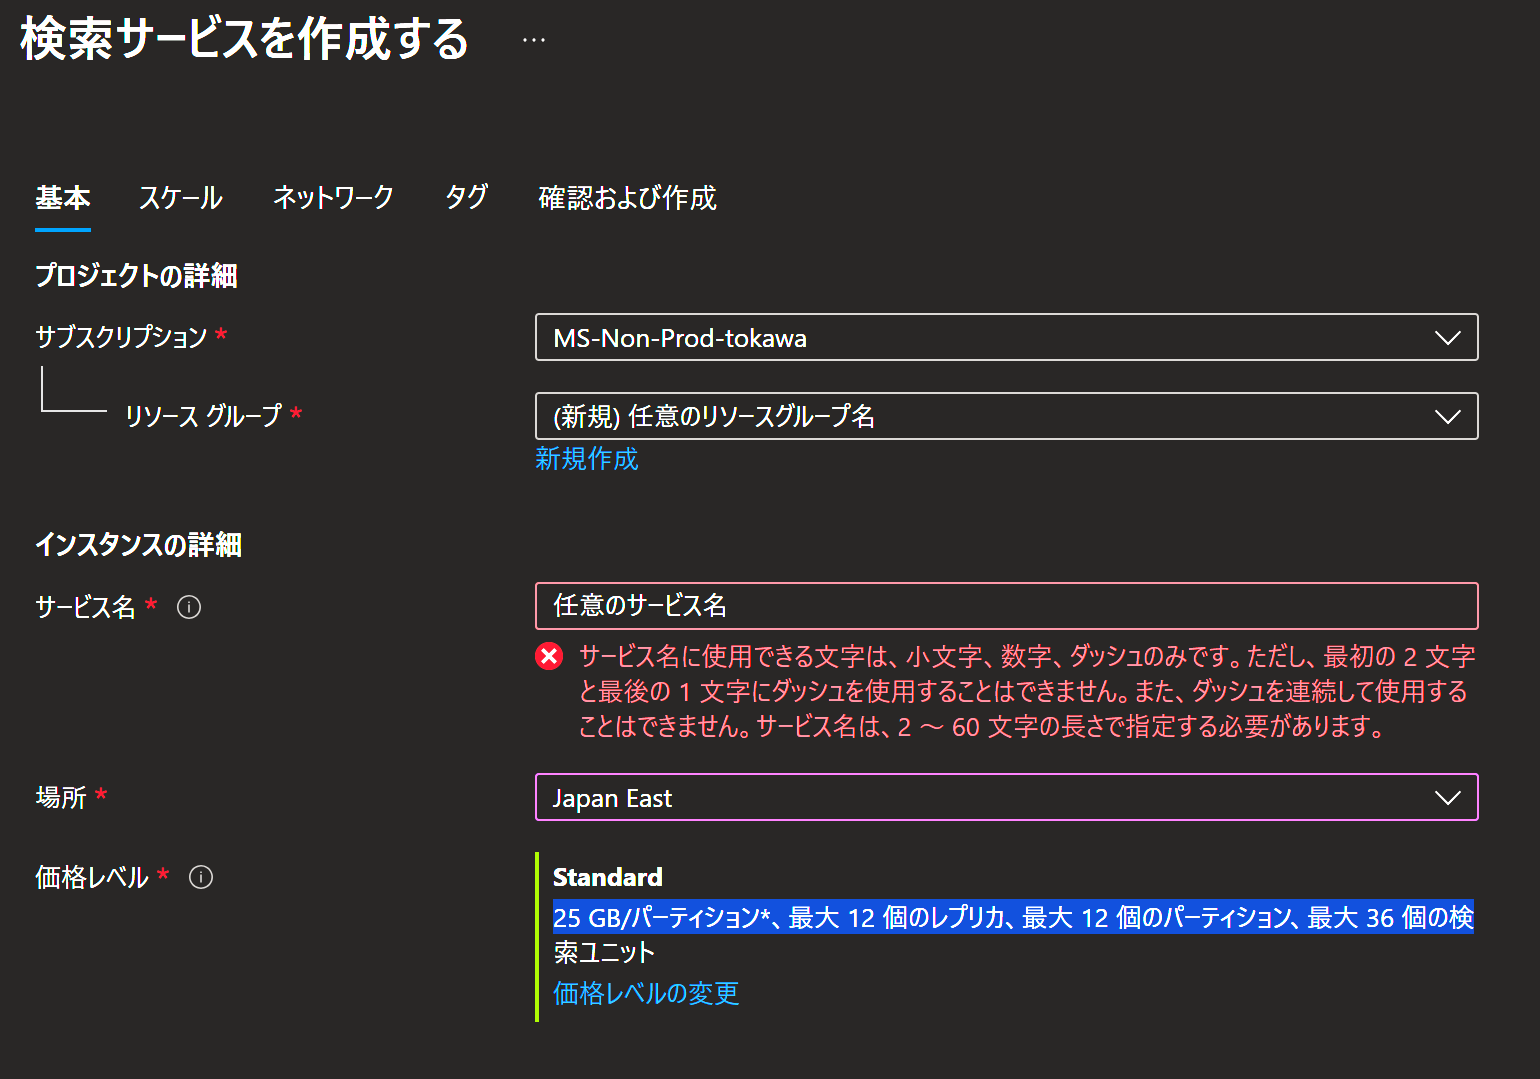 検索サービスを作成する …
基本 スケール ネットワーク タグ 確認および作成
プロジェクトの詳細
サブスクリプション *
MS-Non-Prod-tokawa
リソース グループ *
(新規) 任意のリソースグループ名
新規作成
インスタンスの詳細
サービス名 *
任意のサービス名
サービス名に使用できる文字は、小文字、数字、ダッシュのみです。ただし、最初の 2 文字
と最後の 1 文字にダッシュを使用することはできません。また、ダッシュを連続して使用する
ことはできません。サービス名は、2 ～ 60 文字の長さで指定する必要があります。
場所 *
Japan East
価格レベル *
Standard
25 GB/パーティション*、最大 12 個のレプリカ、最大 12 個のパーティション、最大 36 個の検
索ユニット
価格レベルの変更